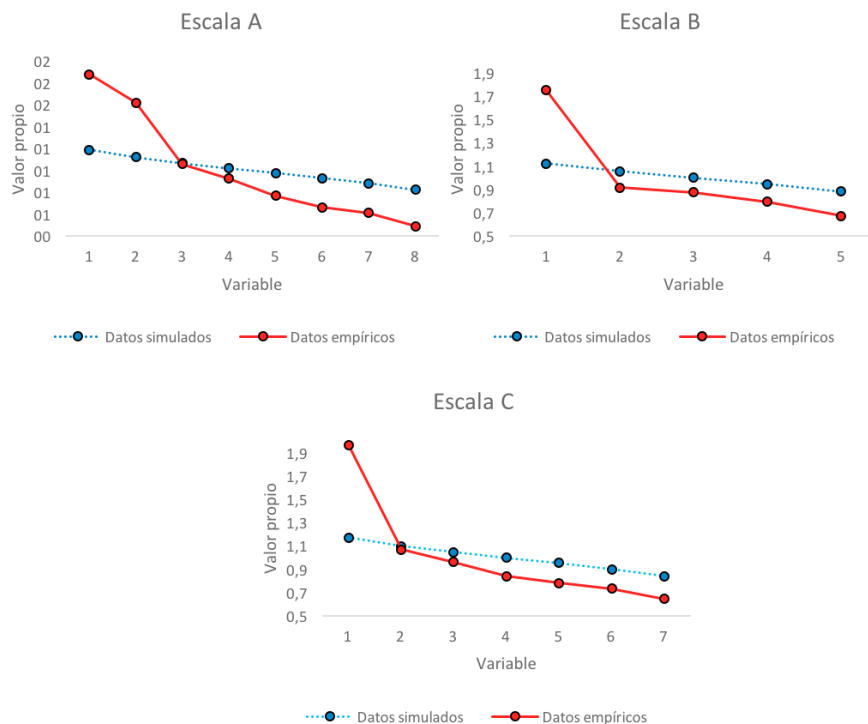 Escala A
Valor propio
02
02
02
01
01
01
01
01
00
1 2 3 4 5 6 7 8
Variable
Datos simulados Datos empíricos
Escala B
Valor propio
1,9
1,7
1,5
1,3
1,1
0,9
0,7
0,5
1 2 3 4 5
Variable
Datos simulados Datos empíricos
Escala C
Valor propio
1,9
1,7
1,5
1,3
1,1
0,9
0,7
0,5
1 2 3 4 5 6 7
Variable
Datos simulados Datos empíricos